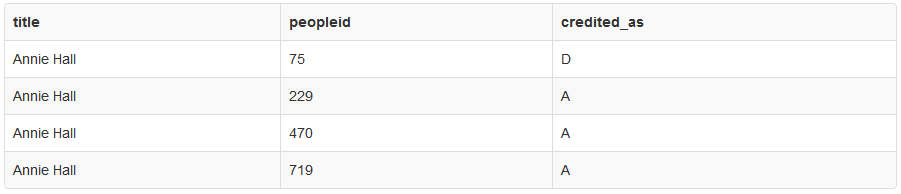 title peopleid credited_as
Annie Hall 75 D
Annie Hall 229 A
Annie Hall 470 A
Annie Hall 719 A